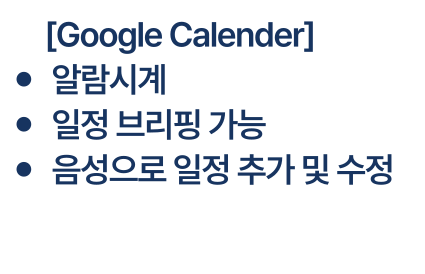 [Google Calender]
• 알람시계
• 일정 브리핑 가능
• 음성으로 일정 추가 및 수정